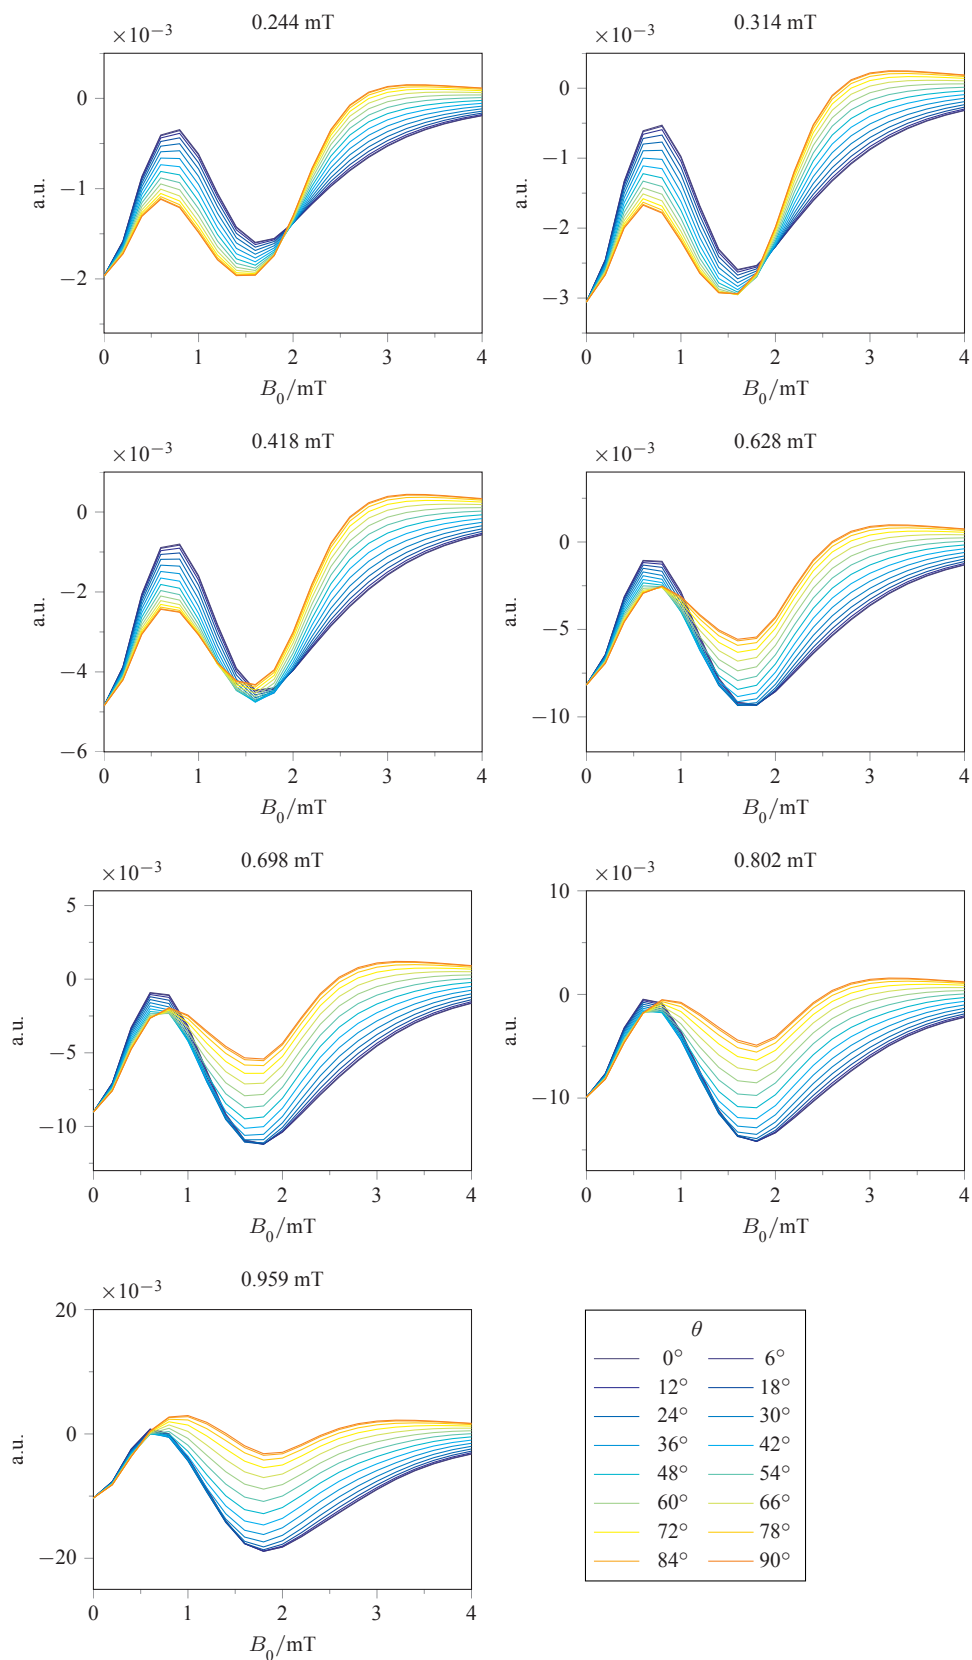 0.244 mT
×10−3
0
−1
−2
a.u.
0 1 2 3 4
B0/mT
0.314 mT
×10−3
0
−1
−2
−3
a.u.
0 1 2 3 4
B0/mT
0.418 mT
×10−3
0
−2
−4
−6
a.u.
0 1 2 3 4
B0/mT
0.628 mT
×10−3
0
−5
−10
a.u.
0 1 2 3 4
B0/mT
0.698 mT
×10−3
5
0
−5
−10
a.u.
0 1 2 3 4
B0/mT
0.802 mT
×10−3
10
0
−10
a.u.
0 1 2 3 4
B0/mT
0.959 mT
×10−3
20
0
−20
a.u.
0 1 2 3 4
B0/mT
θ
0° 6°
12° 18°
24° 30°
36° 42°
48° 54°
60° 66°
72° 78°
84° 90°